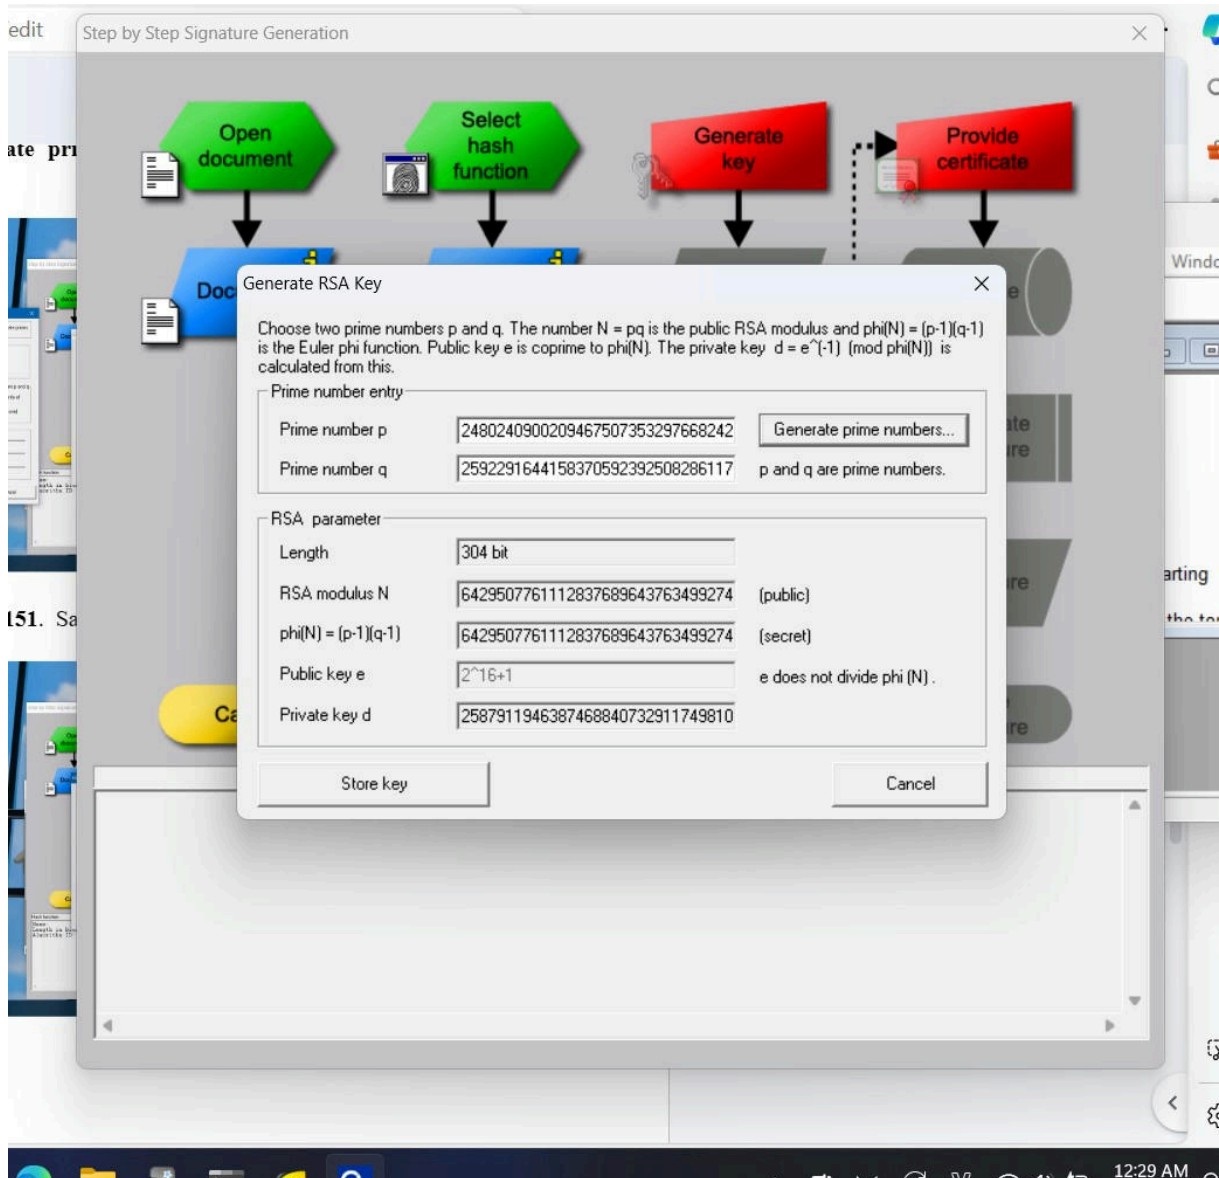 edit
Step by Step Signature Generation
Open
document
Select
hash
function
Generate
key
Provide
certificate
ate pri
Windo
Doc
Generate RSA Key
Choose two prime numbers p and q. The number N = pq is the public RSA modulus and phi(N) = (p-1)(q-1)
is the Euler phi function. Public key e is coprime to phi(N). The private key d = e^(-1) (mod phi(N)) is
calculated from this.
Prime number entry
Prime number p
248024090020946750735329766824​2
Generate prime numbers...
Prime number q
259229164415837059239250828611​7
p and q are prime numbers.
RSA parameter
Length
304 bit
RSA modulus N
642950776111283768964376349927​4
(public)
phi(N) = (p-1)(q-1)
642950776111283768964376349927​4
(secret)
Public key e
2^16+1
e does not divide phi (N) .
Private key d
258791194638746884073291174981​0
Store key
Cancel
arting
151. Sa
Ca
12:29 AM